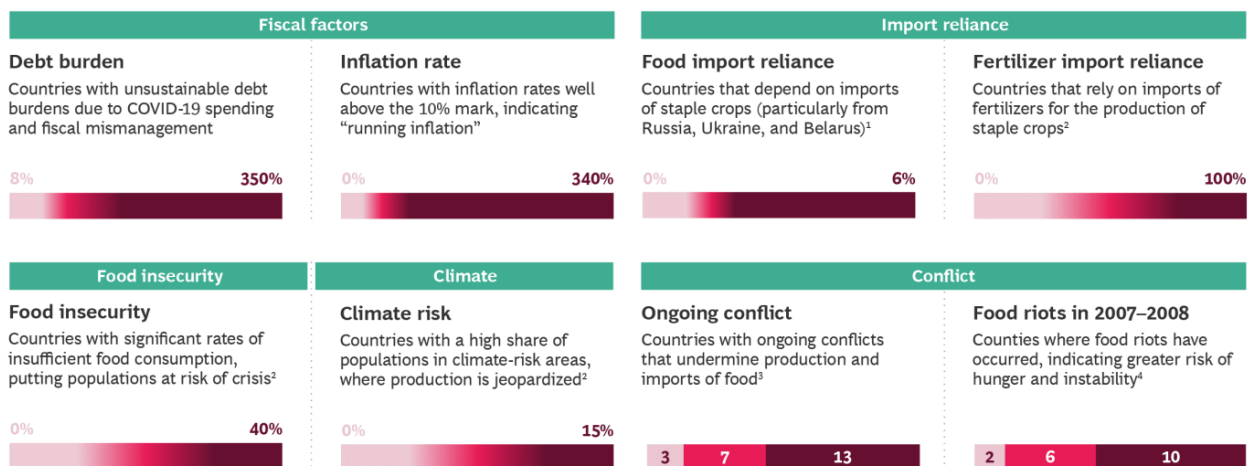 Fiscal factors
Debt burden
Countries with unsustainable debt
burdens due to COVID-19 spending
and fiscal mismanagement
8% 350%
Inflation rate
Countries with inflation rates well
above the 10% mark, indicating
“running inflation”
0% 340%
Import reliance
Food import reliance
Countries that depend on imports
of staple crops (particularly from
Russia, Ukraine, and Belarus)¹
0% 6%
Fertilizer import reliance
Countries that rely on imports of
fertilizers for the production of
staple crops²
0% 100%
Food insecurity
Food insecurity
Countries with significant rates of
insufficient food consumption,
putting populations at risk of crisis²
0% 40%
Climate
Climate risk
Countries with a high share of
populations in climate-risk areas,
where production is jeopardized²
0% 15%
Conflict
Ongoing conflict
Countries with ongoing conflicts
that undermine production and
imports of food³
3 7 13
Food riots in 2007–2008
Counties where food riots have
occurred, indicating greater risk of
hunger and instability⁴
2 6 10